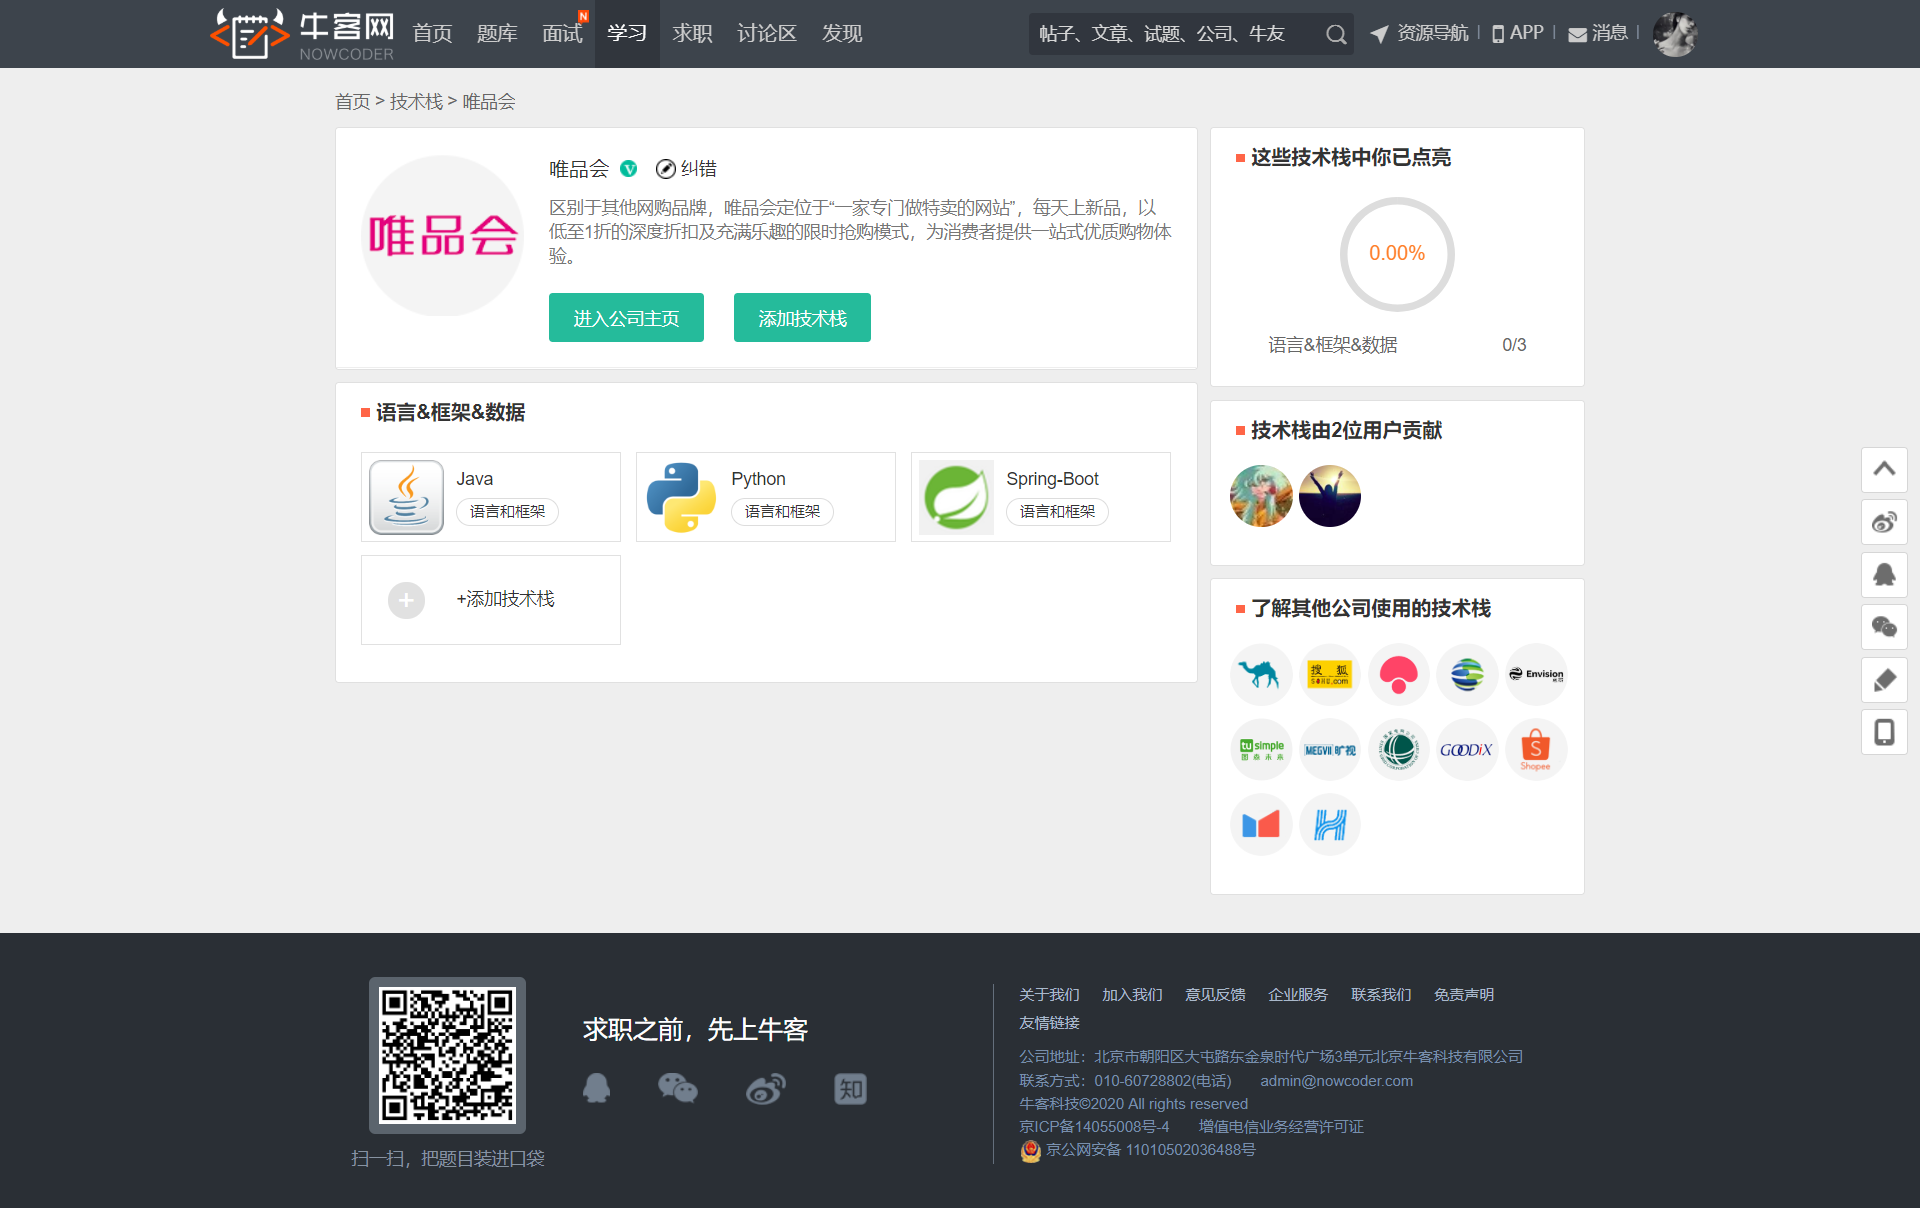 牛客网
NOWCODER
首页 题库 面试 N 学习 求职 讨论区 发现
帖子、文章、试题、公司、牛友
资源导航 | APP | 消息 |
首页 > 技术栈 > 唯品会
唯品会
唯品会 V 纠错
区别于其他网购品牌，唯品会定位于“一家专门做特卖的网站”，每天上新品，以
低至1折的深度折扣及充满乐趣的限时抢购模式，为消费者提供一站式优质购物体
验。
进入公司主页 添加技术栈
语言&框架&数据
Java
语言和框架
Python
语言和框架
Spring-Boot
语言和框架
+添加技术栈
这些技术栈中你已点亮
0.00%
语言&框架&数据 0/3
技术栈由2位用户贡献
了解其他公司使用的技术栈
搜狐
SOHU.com
Envision
tusimple
图森未来
MEGVII旷视
GOODiX
S
Shopee
求职之前，先上牛客
知
扫一扫，把题目装进口袋
关于我们 加入我们 意见反馈 企业服务 联系我们 免责声明
友情链接
公司地址：北京市朝阳区大屯路东金泉时代广场3单元北京牛客科技有限公司
联系方式：010-60728802(电话) admin@nowcoder.com
牛客科技©2020 All rights reserved
京ICP备14055008号-4 增值电信业务经营许可证
京公网安备 11010502036488号